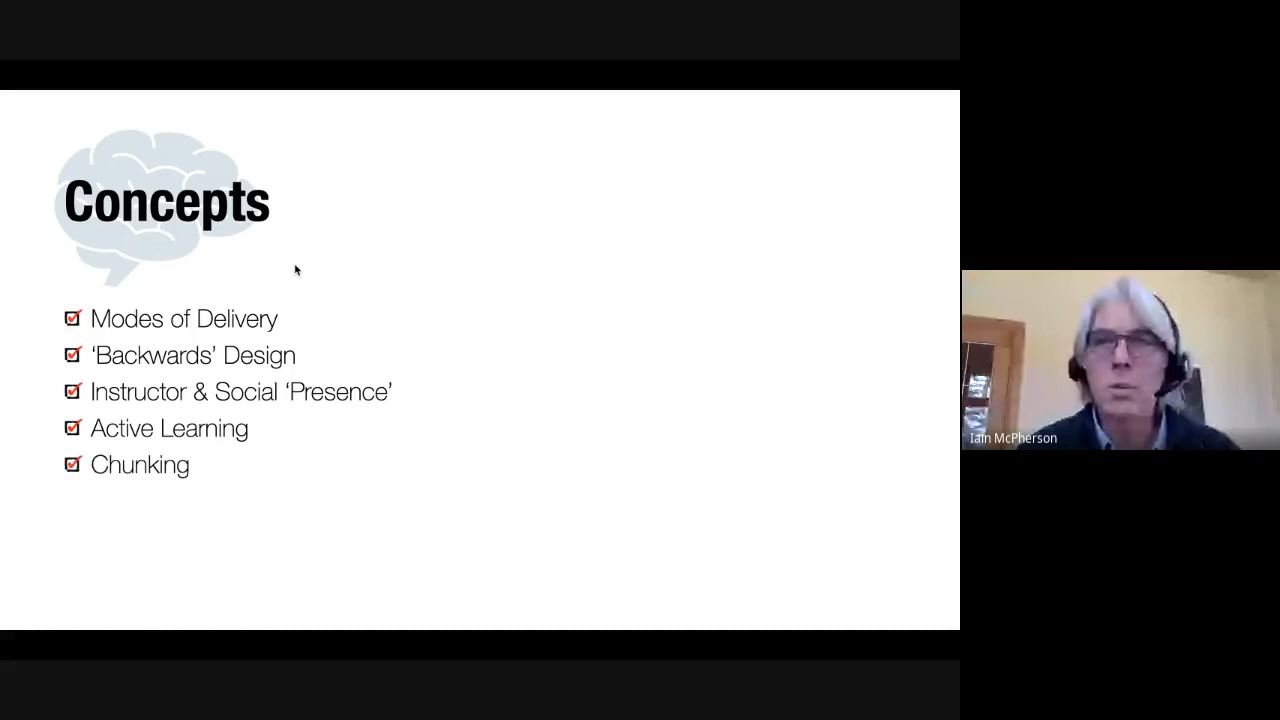 Concepts
Modes of Delivery
‘Backwards’ Design
Instructor & Social ‘Presence’
Active Learning
Chunking
Iain McPherson